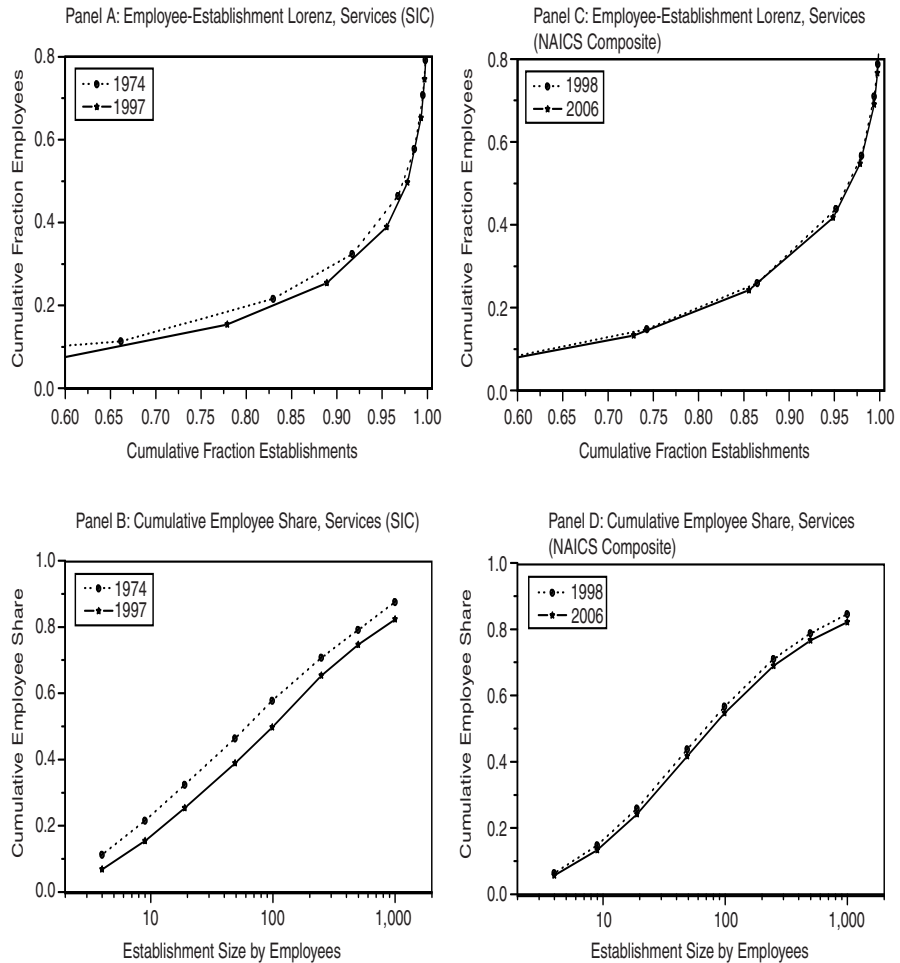 Panel A: Employee-Establishment Lorenz, Services (SIC)
0.8
0.6
0.4
0.2
0.0
Cumulative Fraction Employees
1974
1997
0.60 0.65 0.70 0.75 0.80 0.85 0.90 0.95 1.00
Cumulative Fraction Establishments
Panel C: Employee-Establishment Lorenz, Services
(NAICS Composite)
0.8
0.6
0.4
0.2
0.0
Cumulative Fraction Employees
1998
2006
0.60 0.65 0.70 0.75 0.80 0.85 0.90 0.95 1.00
Cumulative Fraction Establishments
Panel B: Cumulative Employee Share, Services (SIC)
1.0
0.8
0.6
0.4
0.2
0.0
Cumulative Employee Share
1974
1997
10 100 1,000
Establishment Size by Employees
Panel D: Cumulative Employee Share, Services
(NAICS Composite)
1.0
0.8
0.6
0.4
0.2
0.0
Cumulative Employee Share
1998
2006
10 100 1,000
Establishment Size by Employees